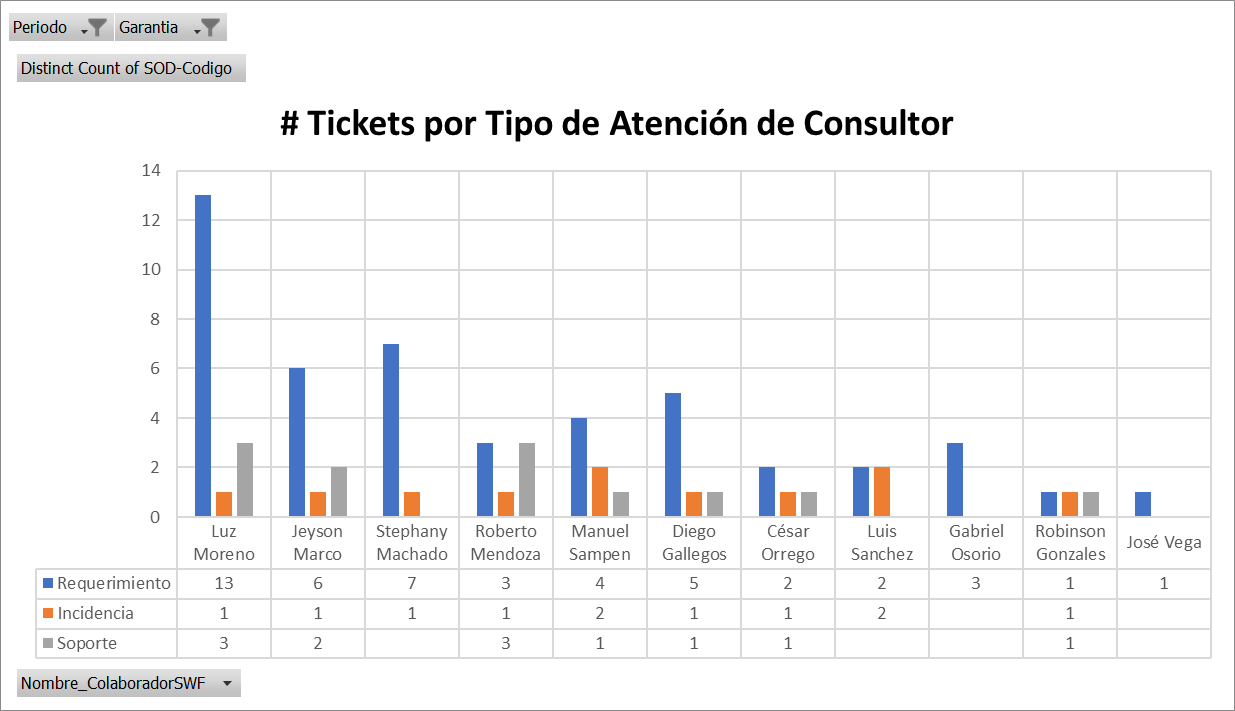 Periodo Garantia
Distinct Count of SOD-Codigo
# Tickets por Tipo de Atención de Consultor
14
12
10
8
6
4
2
0
Luz Moreno Jeyson Marco Stephany Machado Roberto Mendoza Manuel Sampen Diego Gallegos César Orrego Luis Sanchez Gabriel Osorio Robinson Gonzales José Vega
Requerimiento 13 6 7 3 4 5 2 2 3 1 1
Incidencia 1 1 1 1 2 1 1 2 1
Soporte 3 2 3 1 1 1 1
Nombre_ColaboradorSWF